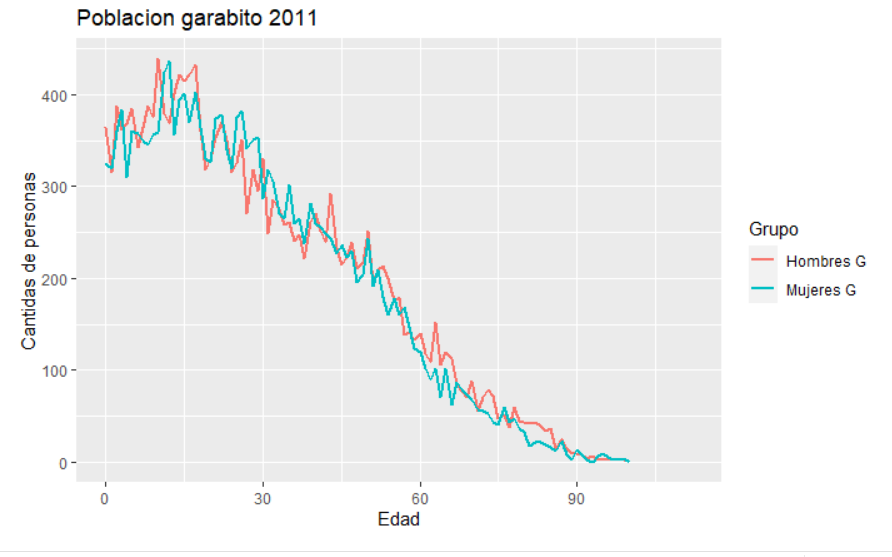 Poblacion garabito 2011
Cantidas de personas
400
300
200
100
0
0 30 60 90
Edad
Grupo
Hombres G
Mujeres G